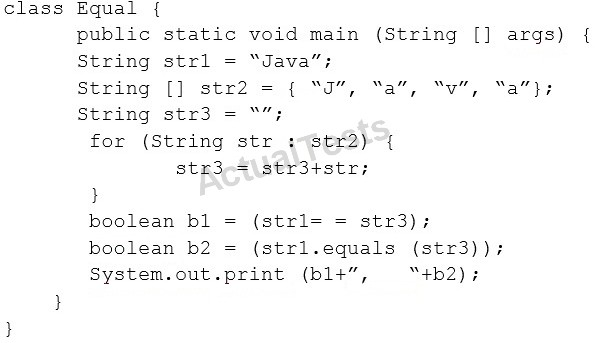 class Equal {
public static void main (String [] args) {
String str1 = “Java”;
String [] str2 = { “J”, “a”, “v”, “a”};
String str3 = “”;
for (String str : str2) {
str3 = str3+str;
}
boolean b1 = (str1= = str3);
boolean b2 = (str1.equals (str3));
System.out.print (b1+”, “+b2);
}
}
ActualTests